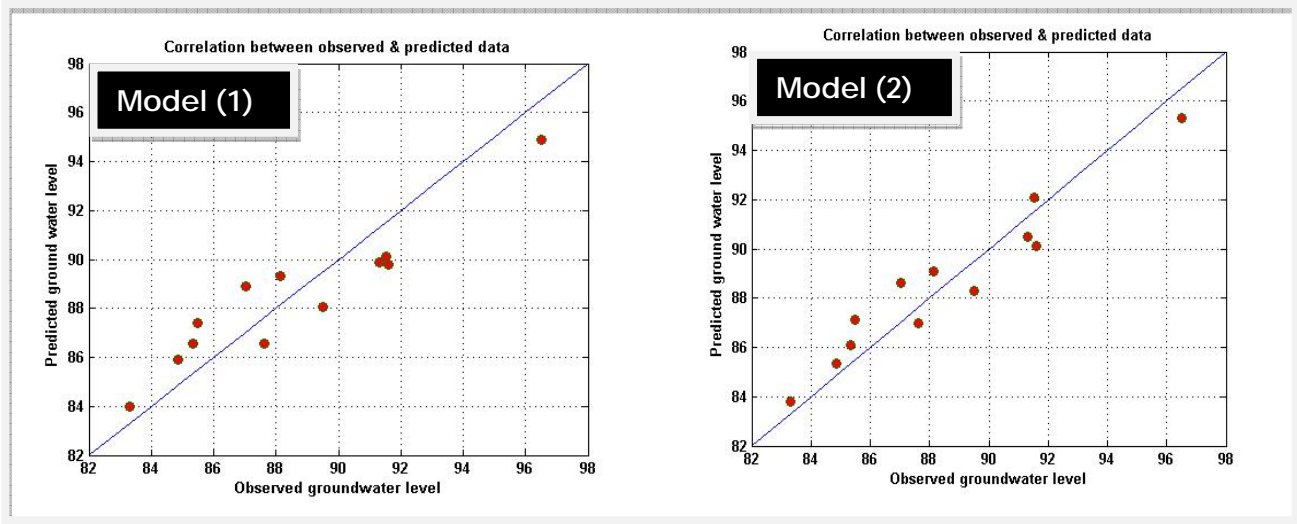 Correlation between observed & predicted data
Model (1)
98
96
94
92
90
88
86
84
82
Predicted ground water level
82 84 86 88 90 92 94 96 98
Observed groundwater level
Correlation between observed & predicted data
Model (2)
98
96
94
92
90
88
86
84
82
Predicted ground water level
82 84 86 88 90 92 94 96 98
Observed groundwater level